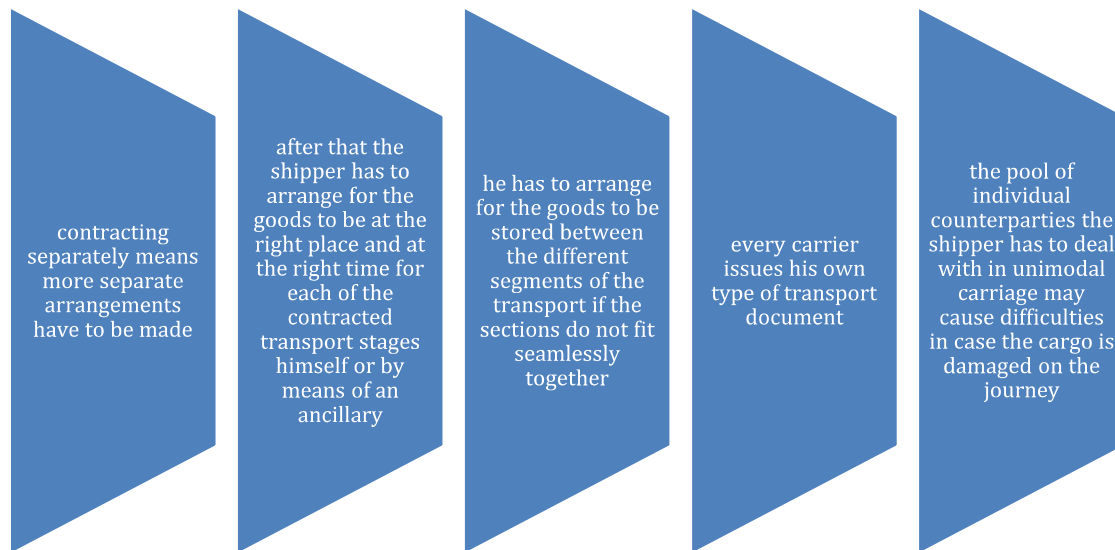 contracting
separately means
more separate
arrangements
have to be made
after that the
shipper has to
arrange for the
goods to be at the
right place and at
the right time for
each of the
contracted
transport stages
himself or by
means of an
ancillary
he has to arrange
for the goods to be
stored between
the different
segments of the
transport if the
sections do not fit
seamlessly
together
every carrier
issues his own
type of transport
document
the pool of
individual
counterparties the
shipper has to deal
with in unimodal
carriage may
cause difficulties
in case the cargo is
damaged on the
journey